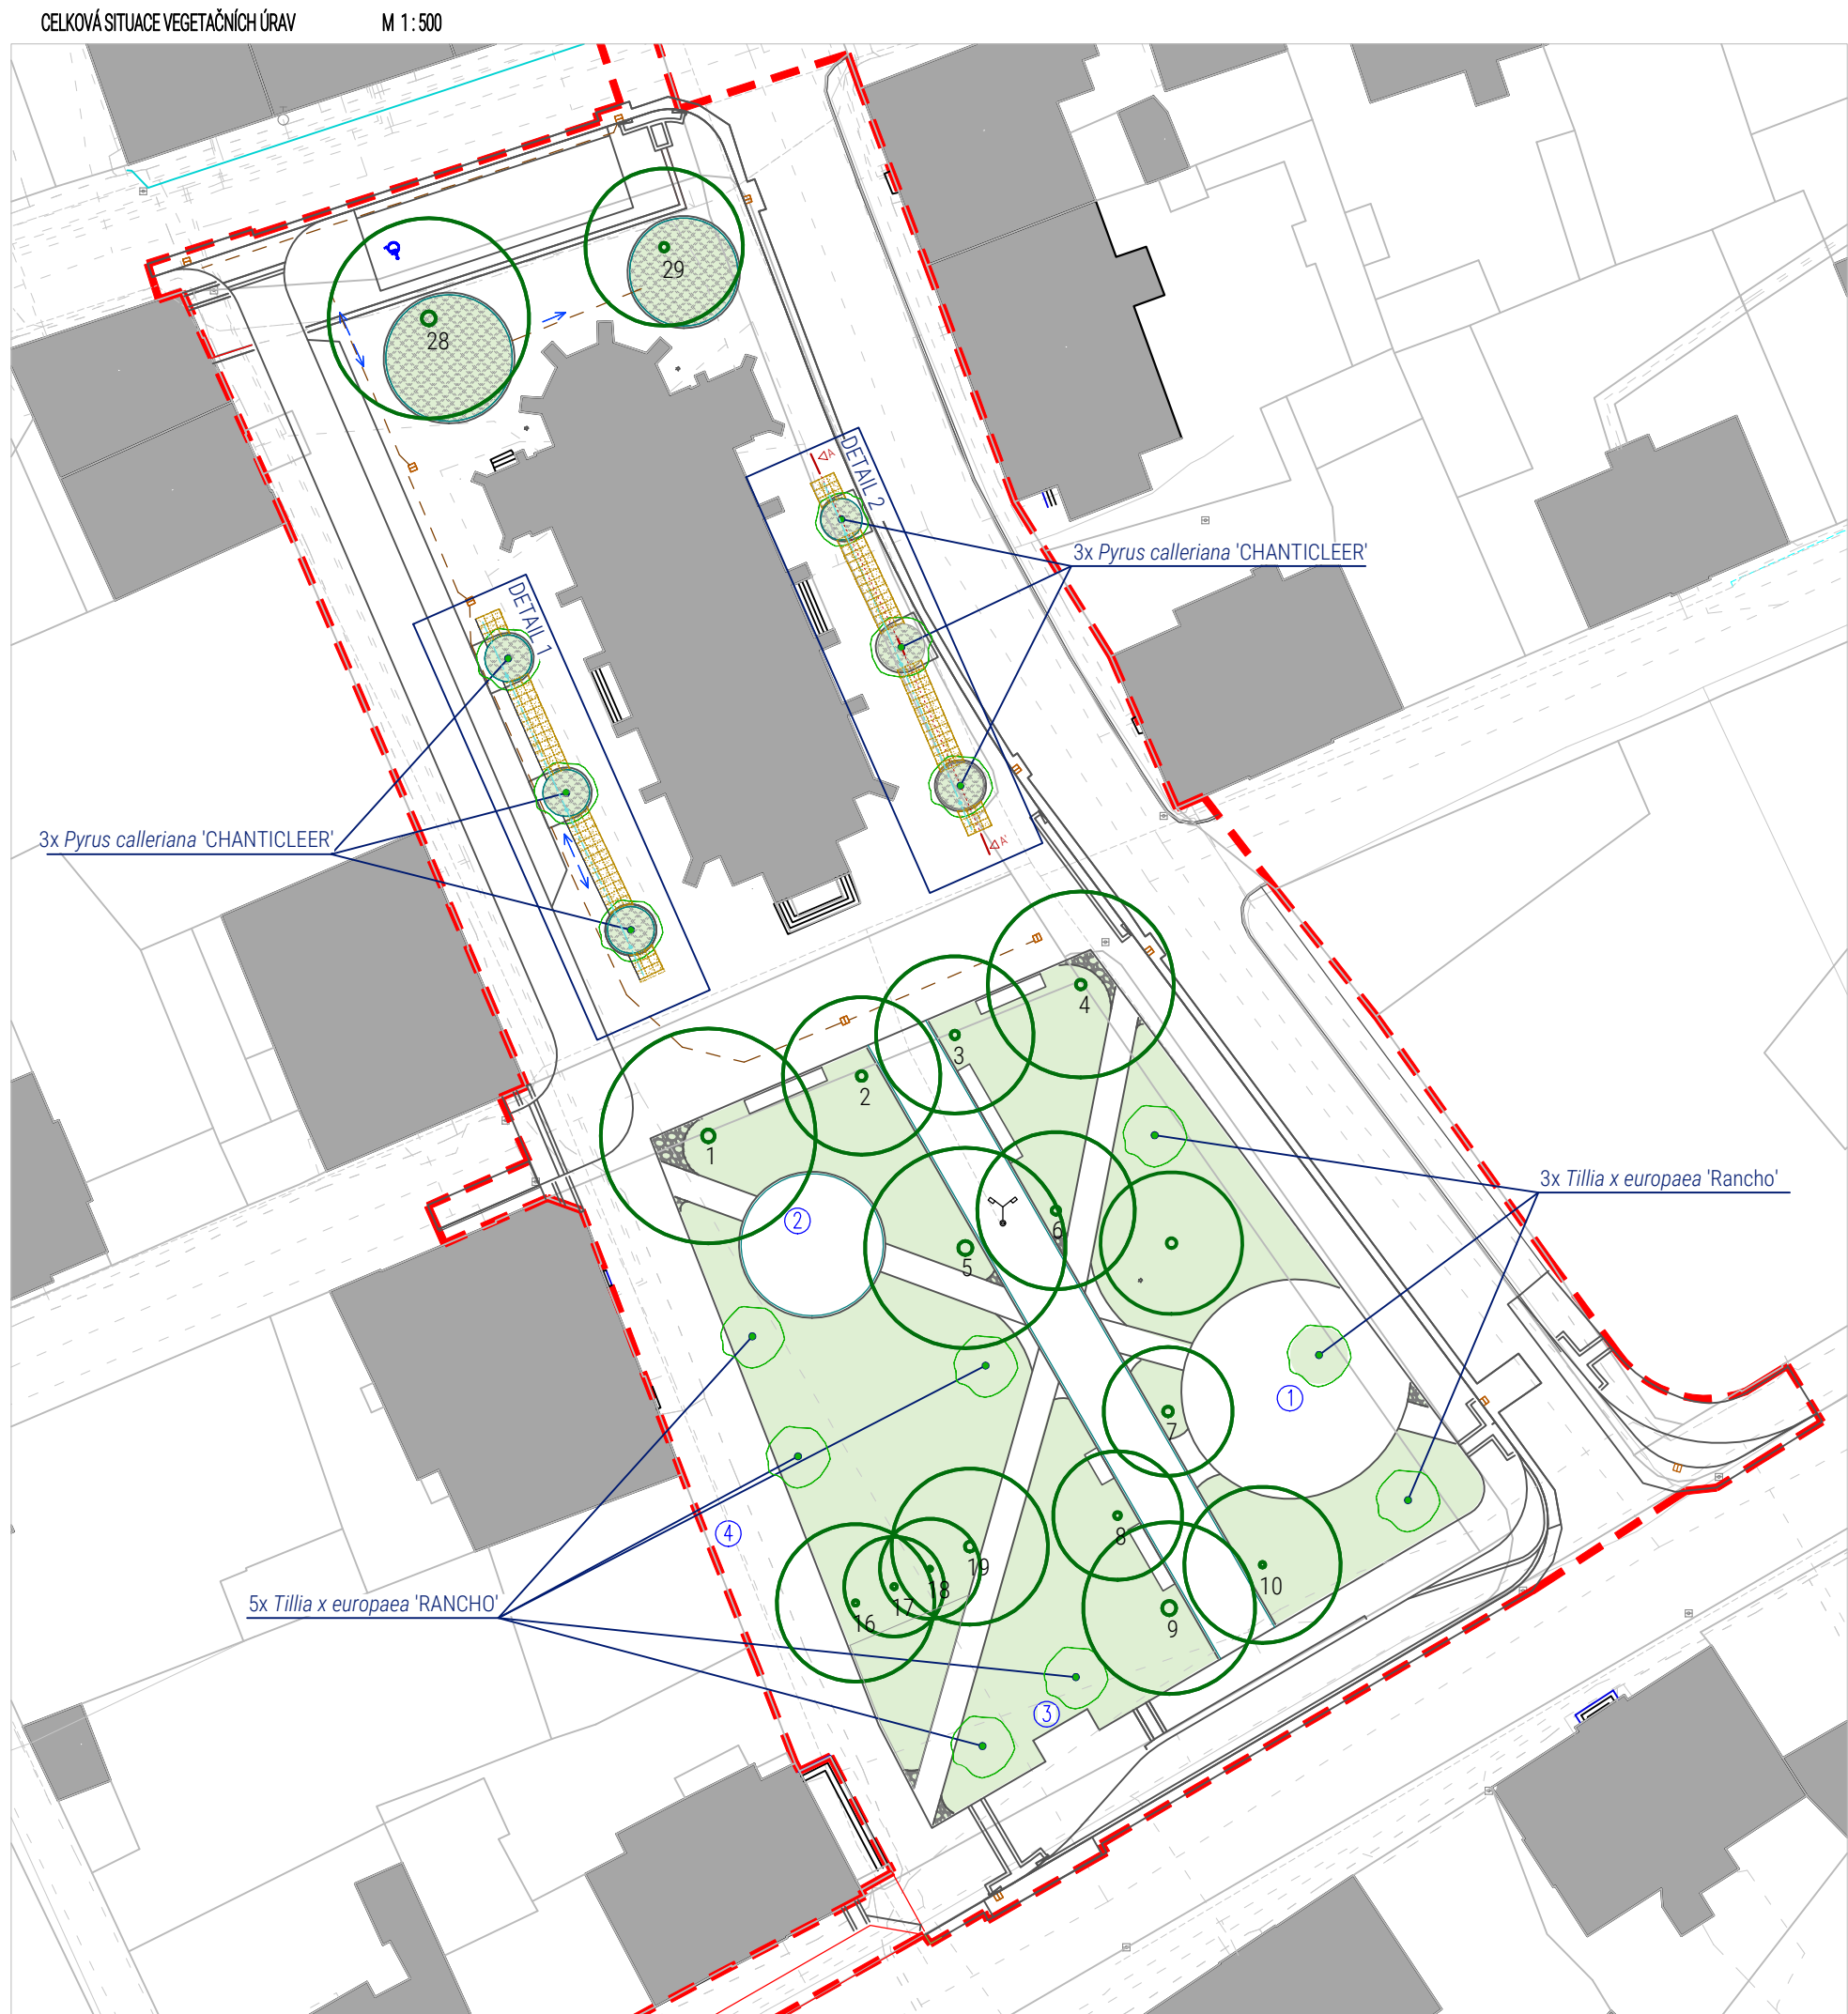 CELKOVÁ SITUACE VEGETAČNÍCH ÚRAV M 1:500
29
28
DETAIL 2
A
3x Pyrus calleriana 'CHANTICLEER'
DETAIL 1
3x Pyrus calleriana 'CHANTICLEER'
A'
4
3
2
1
3x Tillia x europaea 'Rancho'
2
6
5
1
7
4
8
19
18
17
16
10
9
5x Tillia x europaea 'RANCHO'
3